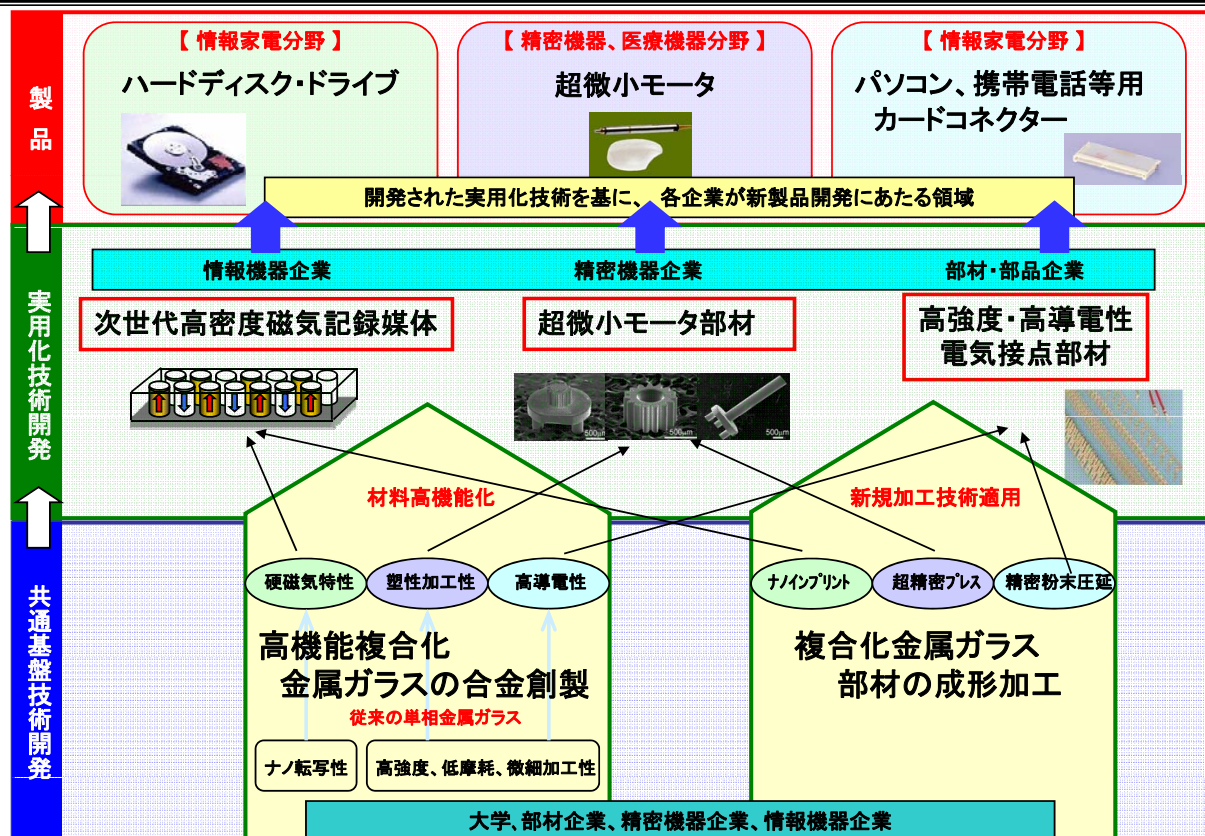 【 情報家電分野 】
ハードディスク・ドライブ
【 精密機器、医療機器分野 】
超微小モータ
【 情報家電分野 】
パソコン、携帯電話等用
カードコネクター
製品
開発された実用化技術を基に、 各企業が新製品開発にあたる領域
情報機器企業
精密機器企業
部材・部品企業
実用化技術開発
次世代高密度磁気記録媒体
超微小モータ部材
高強度・高導電性
電気接点部材
500μm
500μm
500μm
材料高機能化
新規加工技術適用
共通基盤技術開発
硬磁気特性
塑性加工性
高導電性
ナノインプリント
超精密プレス
精密粉末圧延
高機能複合化
金属ガラスの合金創製
従来の単相金属ガラス
ナノ転写性
高強度、低摩耗、微細加工性
複合化金属ガラス
部材の成形加工
大学、部材企業、精密機器企業、情報機器企業